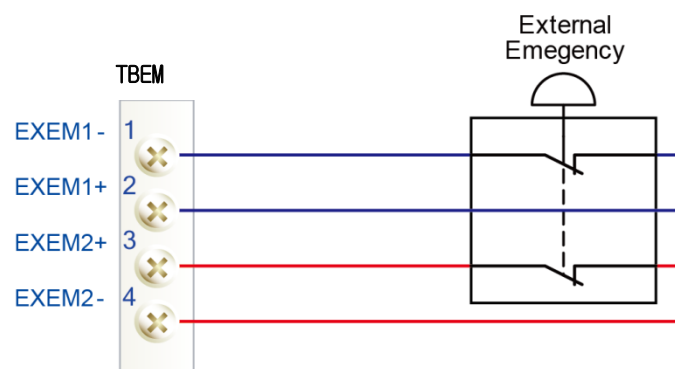 External
Emegency
TBEM
EXEM1- 1
EXEM1+ 2
EXEM2+ 3
EXEM2- 4